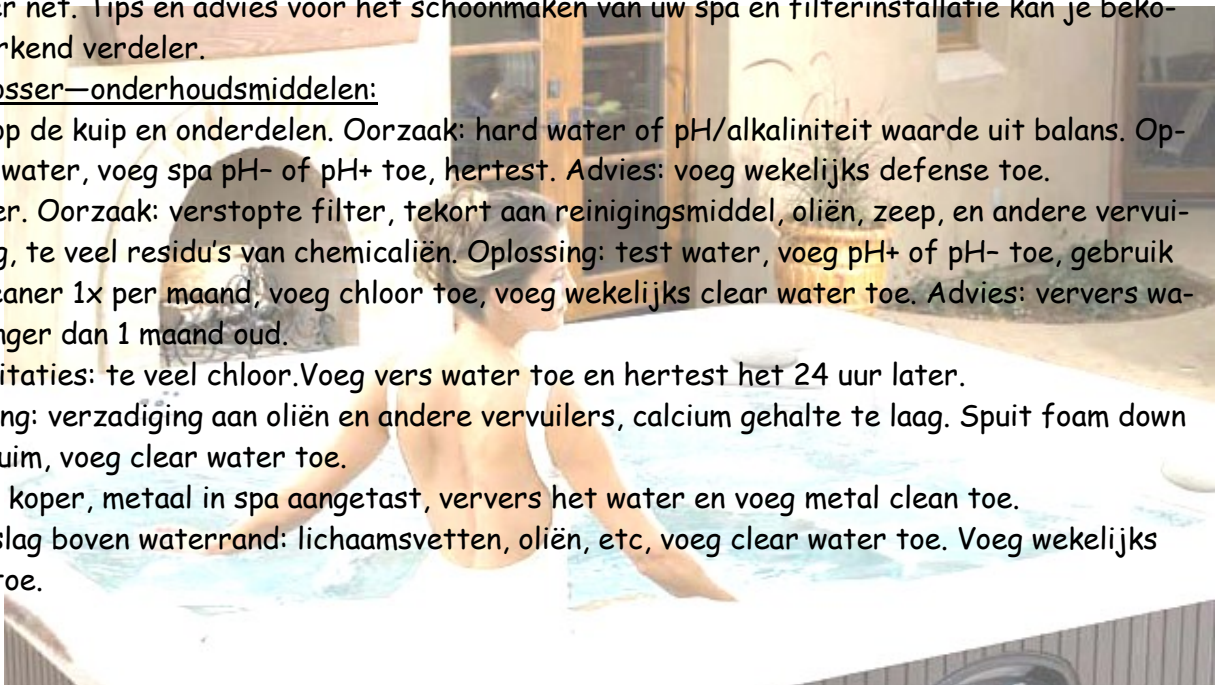 er het. Tips en advies voor het schoonmaken van uw spa en filterinstallatie kan je beko-
rkend verdeler.
osser—onderhoudsmiddelen:
op de kuip en onderdelen. Oorzaak: hard water of pH/alkaliniteit waarde uit balans. Op-
water, voeg spa pH– of pH+ toe, hertest. Advies: voeg wekelijks defense toe.
er. Oorzaak: verstopte filter, tekort aan reinigingsmiddel, oliën, zeep, en andere vervui-
g, te veel residu's van chemicaliën. Oplossing: test water, voeg pH+ of pH– toe, gebruik
eaner 1x per maand, voeg chloor toe, voeg wekelijks clear water toe. Advies: ververs wa-
nger dan 1 maand oud.
itaties: te veel chloor.Voeg vers water toe en hertest het 24 uur later.
ng: verzadiging aan oliën en andere vervuilers, calcium gehalte te laag. Spuit foam down
uim, voeg clear water toe.
koper, metaal in spa aangetast, ververs het water en voeg metal clean toe.
slag boven waterrand: lichaamsvetten, oliën, etc, voeg clear water toe. Voeg wekelijks
toe.